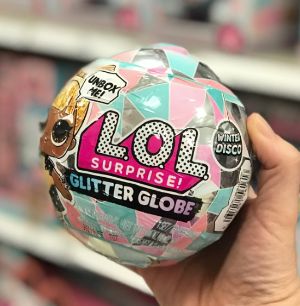 UNBOX
ME!
L.O.L.
SURPRISE!
GLITTER GLOBE
WINTER
DISCO